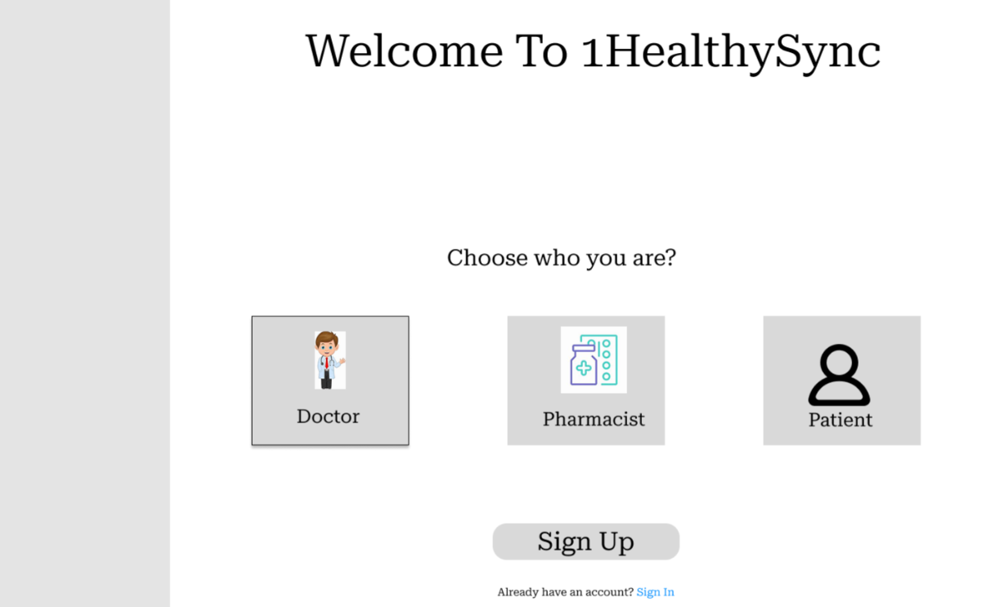 Welcome To 1HealthySync
Choose who you are?
Doctor
Pharmacist
Patient
Sign Up
Already have an account? Sign In